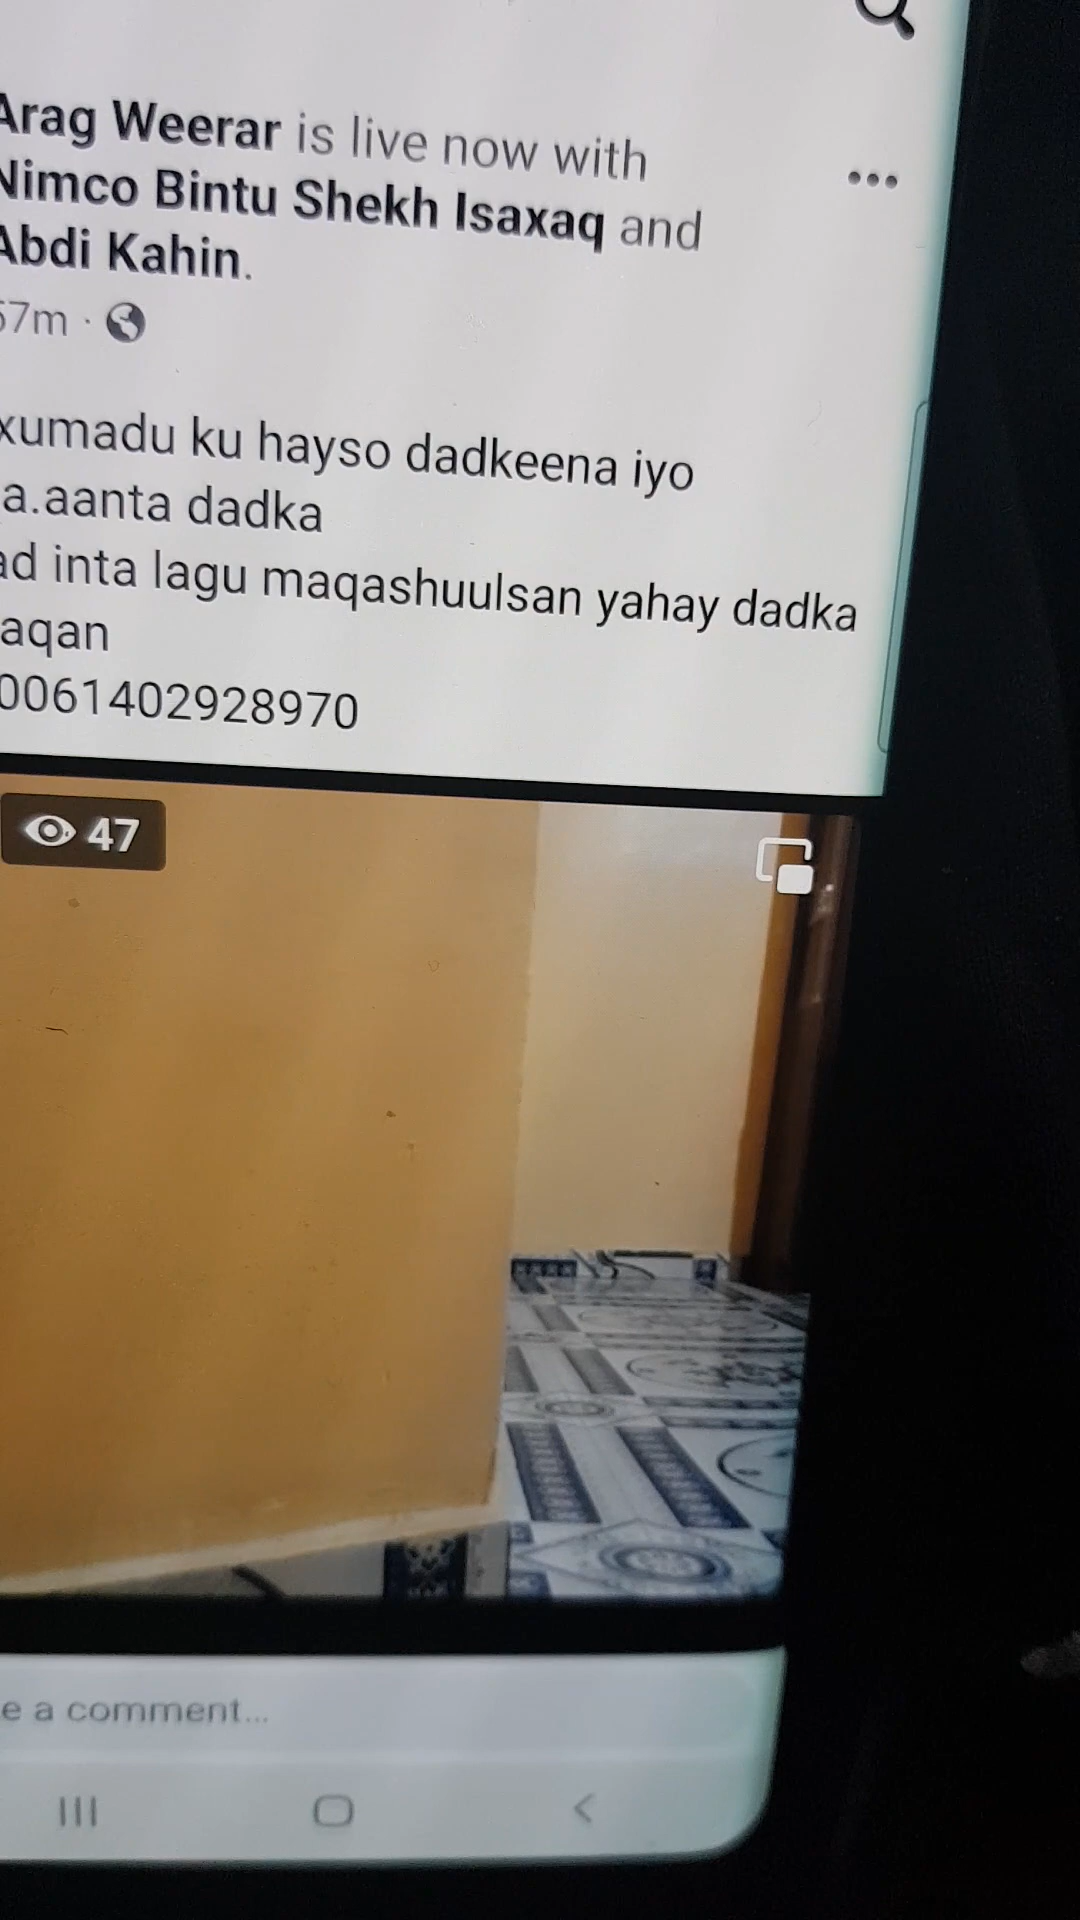 Arag Weerar is live now with
Nimco Bintu Shekh Isaxaq and
Abdi Kahin.
57m
xumadu ku hayso dadkeena iyo
a.aanta dadka
ad inta lagu maqashuulsan yahay dadka
aqan
0061402928970
47
e a comment...